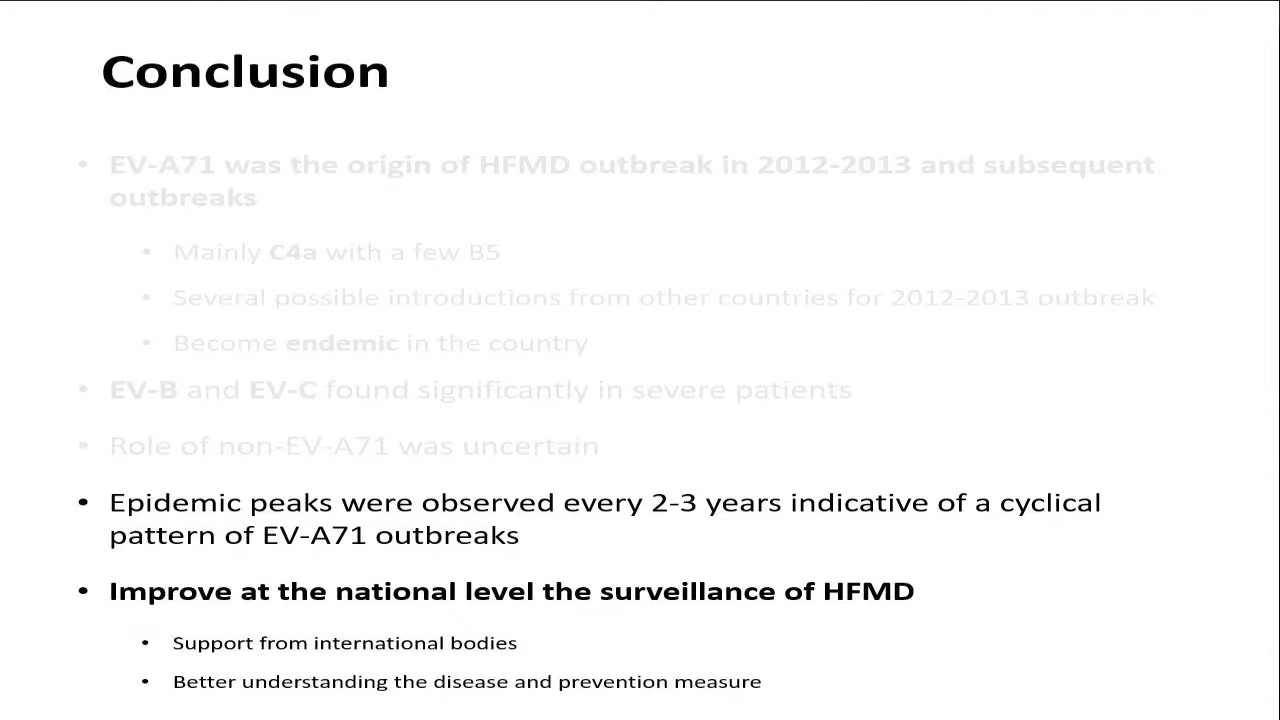 Conclusion
• EV-A71 was the origin of HFMD outbreak in 2012-2013 and subsequent
outbreaks
• Mainly C4a with a few B5
• Several possible introductions from other countries for 2012-2013 outbreak
• Become endemic in the country
• EV-B and EV-C found significantly in severe patients
• Role of non-EV-A71 was uncertain
• Epidemic peaks were observed every 2-3 years indicative of a cyclical
pattern of EV-A71 outbreaks
• Improve at the national level the surveillance of HFMD
• Support from international bodies
• Better understanding the disease and prevention measure